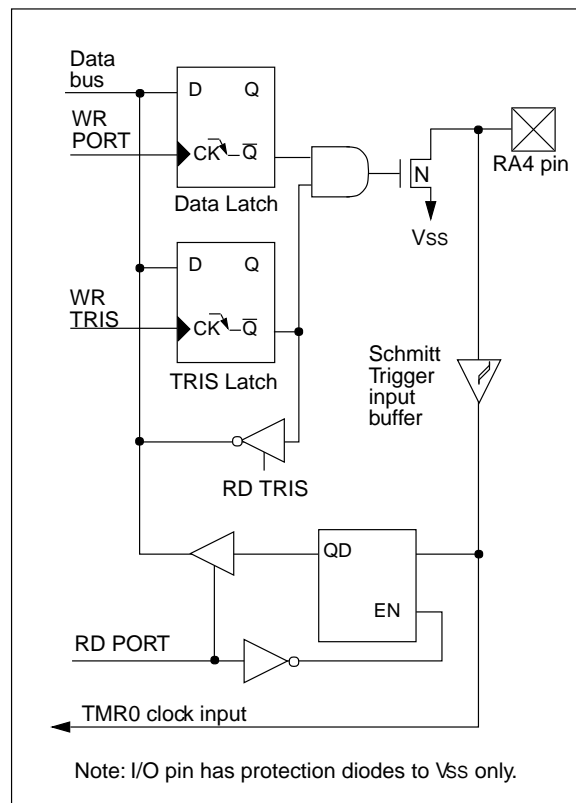 Data
bus
D Q
WR
PORT
CK Q
Data Latch
N
RA4 pin
VSS
D Q
WR
TRIS
CK Q
TRIS Latch
Schmitt
Trigger
input
buffer
RD TRIS
QD
EN
RD PORT
TMR0 clock input
Note: I/O pin has protection diodes to VSS only.